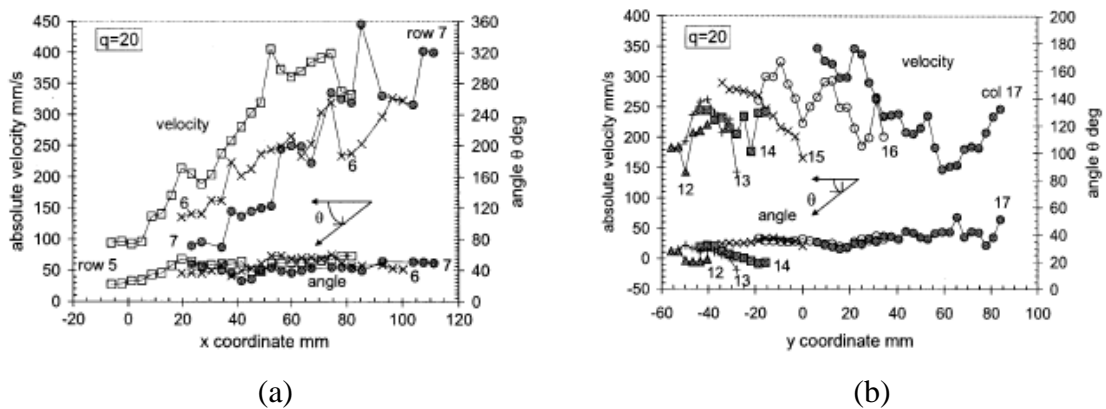 450
400
350
300
250
200
150
100
50
0
absolute velocity mm/s
q=20
velocity
row 7
6
6
7
θ
row 5
angle
7
6
360
320
280
240
200
160
120
80
40
0
angle θ deg
-20 0 20 40 60 80 100 120
x coordinate mm
(a)
400
350
300
250
200
150
100
50
0
-50
absolute velocity mm/s
q=20
velocity
col 17
12
13
14
15
16
θ
angle
17
12
13
14
200
180
160
140
120
100
80
60
40
20
0
angle θ deg
-60 -40 -20 0 20 40 60 80 100
y coordinate mm
(b)